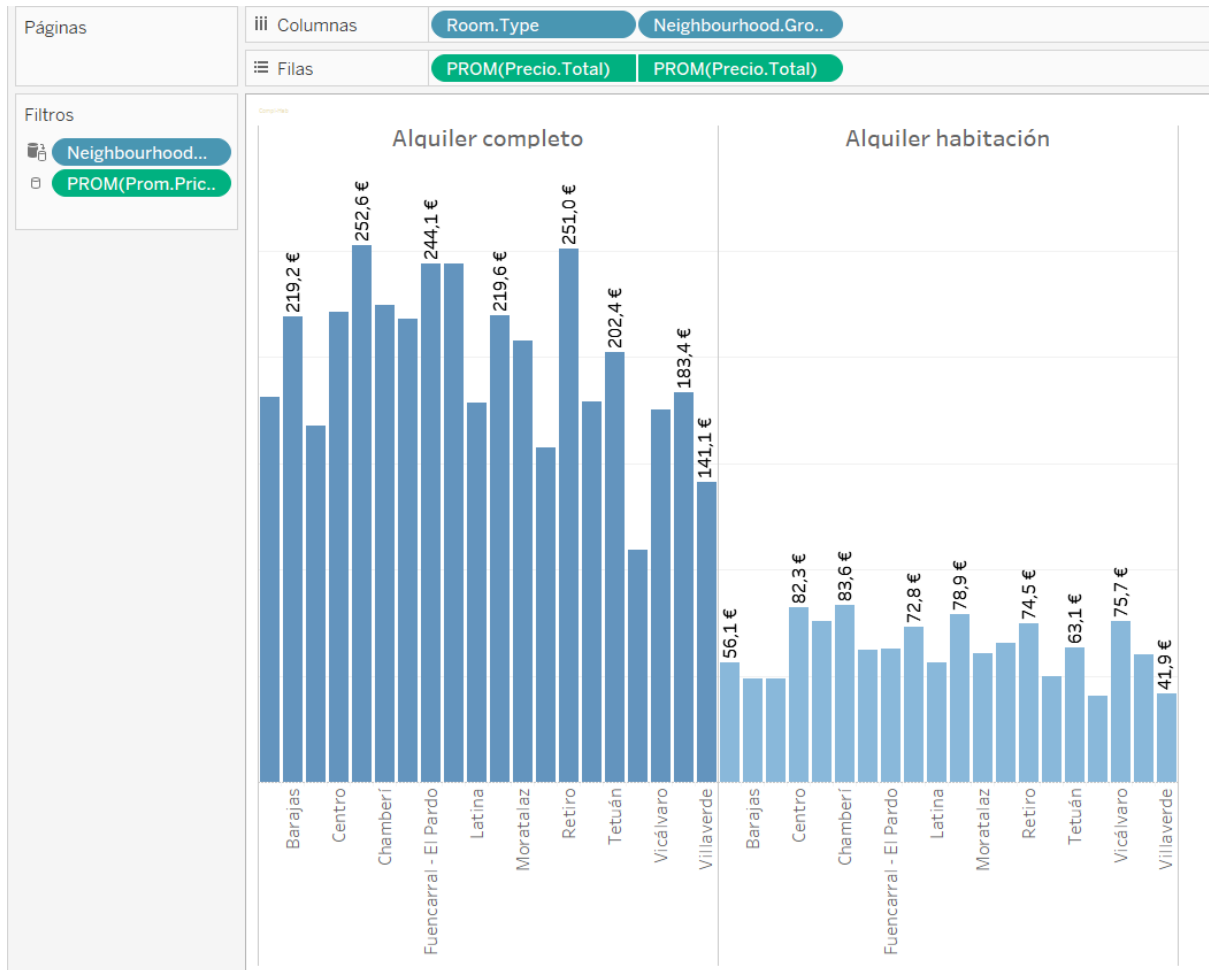 Páginas
Columnas
Room.Type
Neighbourhood.Gro..
Filas
PROM(Precio.Total)
PROM(Precio.Total)
Filtros
Neighbourhood...
PROM(Prom.Pric..
Alquiler completo
Alquiler habitación
219,2 €
252,6 €
244,1 €
219,6 €
251,0 €
202,4 €
183,4 €
141,1 €
56,1 €
82,3 €
83,6 €
72,8 €
78,9 €
74,5 €
63,1 €
75,7 €
41,9 €
Barajas
Centro
Chamberí
Fuencarral - El Pardo
Latina
Moratalaz
Retiro
Tetuán
Vicálvaro
Villaverde
Barajas
Centro
Chamberí
Fuencarral - El Pardo
Latina
Moratalaz
Retiro
Tetuán
Vicálvaro
Villaverde